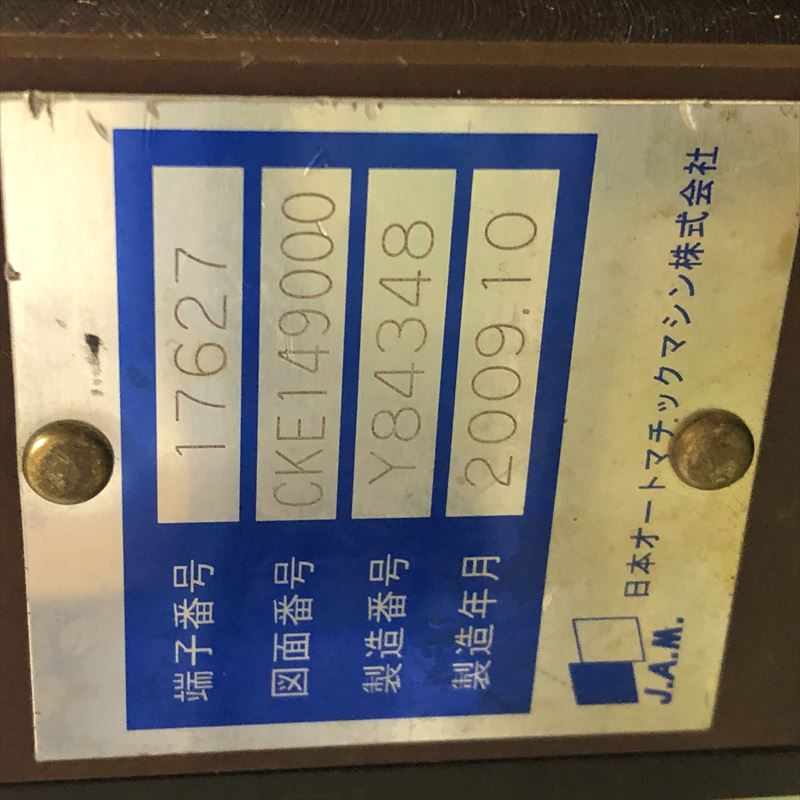 端子番号 17627
図面番号 CKE149000
製造番号 Y84348
製造年月 2009.10
J.A.M. 日本オートマチックマシン株式会社